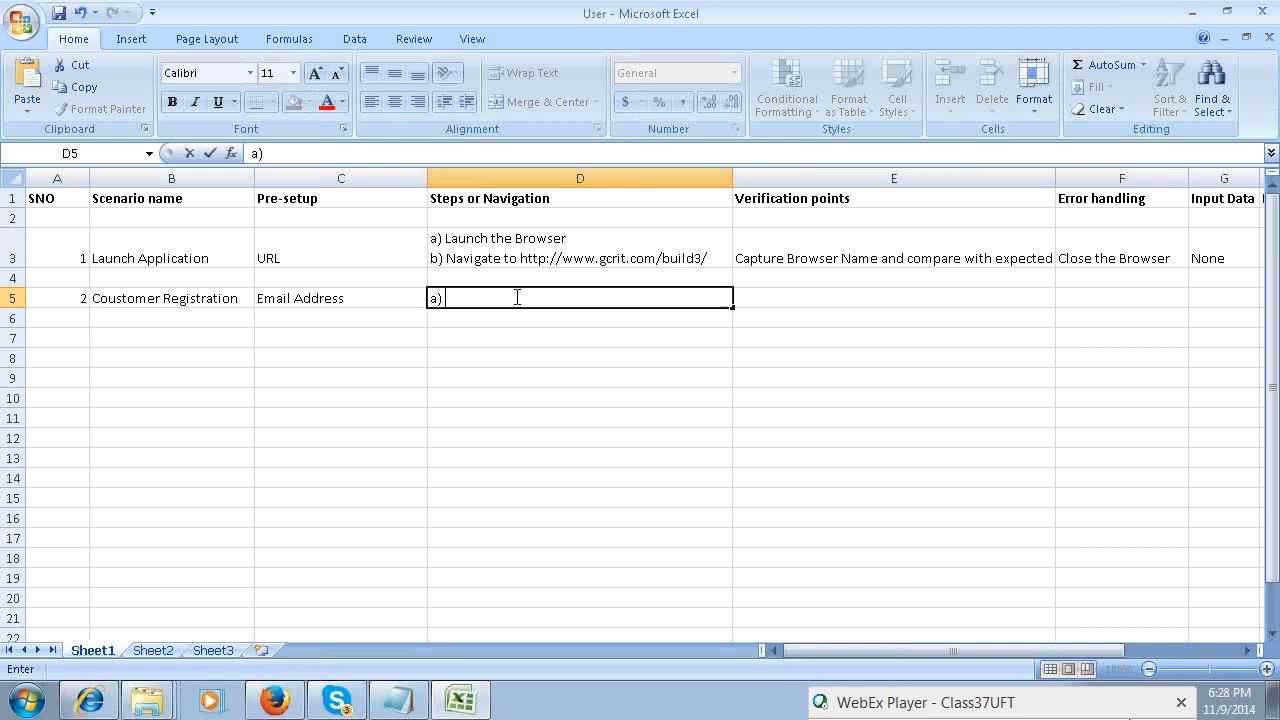 User - Microsoft Excel
Home Insert Page Layout Formulas Data Review View
Paste
Cut
Copy
Format Painter
Clipboard
Calibri 11
B I U
Font
Wrap Text
Merge & Center
Alignment
General
$ % ,
Number
Conditional Formatting
Format as Table
Cell Styles
Styles
Insert Delete Format
Cells
AutoSum
Fill
Clear
Sort & Filter
Find & Select
Editing
D5 fx a)
A B C D E F G
1 SNO Scenario name Pre-setup Steps or Navigation Verification points Error handling Input Data
2
a) Launch the Browser
3 1 Launch Application URL b) Navigate to http://www.gcrit.com/build3/ Capture Browser Name and compare with expected Close the Browser None
4
5 2 Coustomer Registration Email Address a)
6
7
8
9
10
11
12
13
14
15
16
17
18
19
20
21
22
Sheet1 Sheet2 Sheet3
Enter 100%
WebEx Player - Class37UFT
6:28 PM
11/9/2014